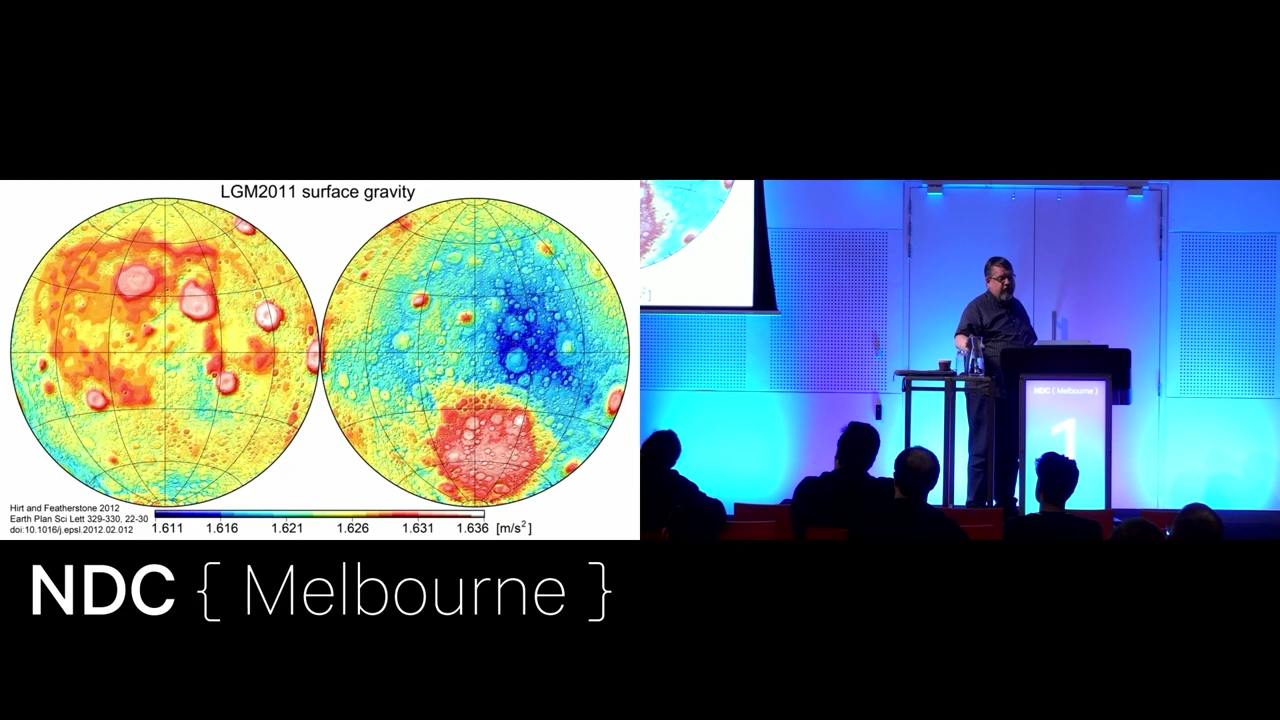 LGM2011 surface gravity
Hirt and Featherstone 2012
Earth Plan Sci Lett 329-330, 22-30
doi:10.1016/j.epsl.2012.02.012
1.611 1.616 1.621 1.626 1.631 1.636 [m/s²]
NDC { Melbourne }
1
NDC { Melbourne }